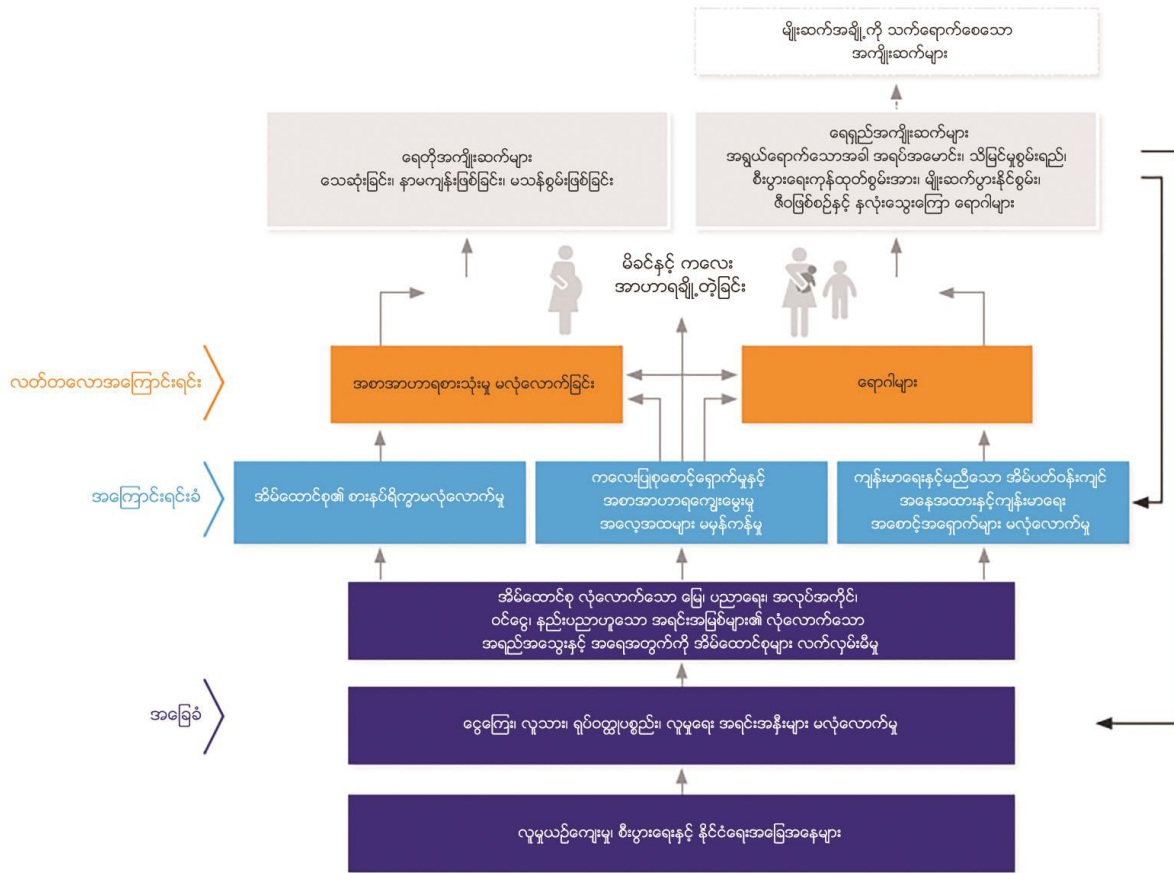 မျိုးဆက်အချို့ကို သက်ရောက်စေသော
အကျိုးဆက်များ
ရေတိုအကျိုးဆက်များ
သေဆုံးခြင်း၊ နာမကျန်းဖြစ်ခြင်း၊ မသန်စွမ်းဖြစ်ခြင်း
ရေရှည်အကျိုးဆက်များ
အရွယ်ရောက်သောအခါ အရပ်အမောင်း၊ သိမြင်မှုစွမ်းရည်၊
စီးပွားရေးကုန်ထုတ်စွမ်းအား၊ မျိုးဆက်ပွားနိုင်စွမ်း၊
ဇီဝဖြစ်စဉ်နှင့် နှလုံးသွေးကြော ရောဂါများ
မိခင်နှင့် ကလေး
အာဟာရချို့တဲ့ခြင်း
လတ်တလောအကြောင်းရင်း
အစာအာဟာရစားသုံးမှု မလုံလောက်ခြင်း
ရောဂါများ
အကြောင်းရင်းခံ
အိမ်ထောင်စု၏ စားနပ်ရိက္ခာမလုံလောက်မှု
ကလေးပြုစုစောင့်ရှောက်မှုနှင့်
အစာအာဟာရကျွေးမွေးမှု
အလေ့အထများ မမှန်ကန်မှု
ကျန်းမာရေးနှင့်မညီသော အိမ်ပတ်ဝန်းကျင်
အနေအထားနှင့်ကျန်းမာရေး
အစောင့်အရှောက်များ မလုံလောက်မှု
အိမ်ထောင်စု လုံလောက်သော မြေ၊ ပညာရေး၊ အလုပ်အကိုင်၊
ဝင်ငွေ၊ နည်းပညာဟူသော အရင်းအမြစ်များ၏ လုံလောက်သော
အရည်အသွေးနှင့် အရေအတွက်ကို အိမ်ထောင်စုများ လက်လှမ်းမီမှု
အခြေခံ
ငွေကြေး၊ လူသား၊ ရုပ်ဝတ္ထုပစ္စည်း၊ လူမှုရေး အရင်းအနှီးများ မလုံလောက်မှု
လူမှုယဉ်ကျေးမှု၊ စီးပွားရေးနှင့် နိုင်ငံရေးအခြေအနေများ